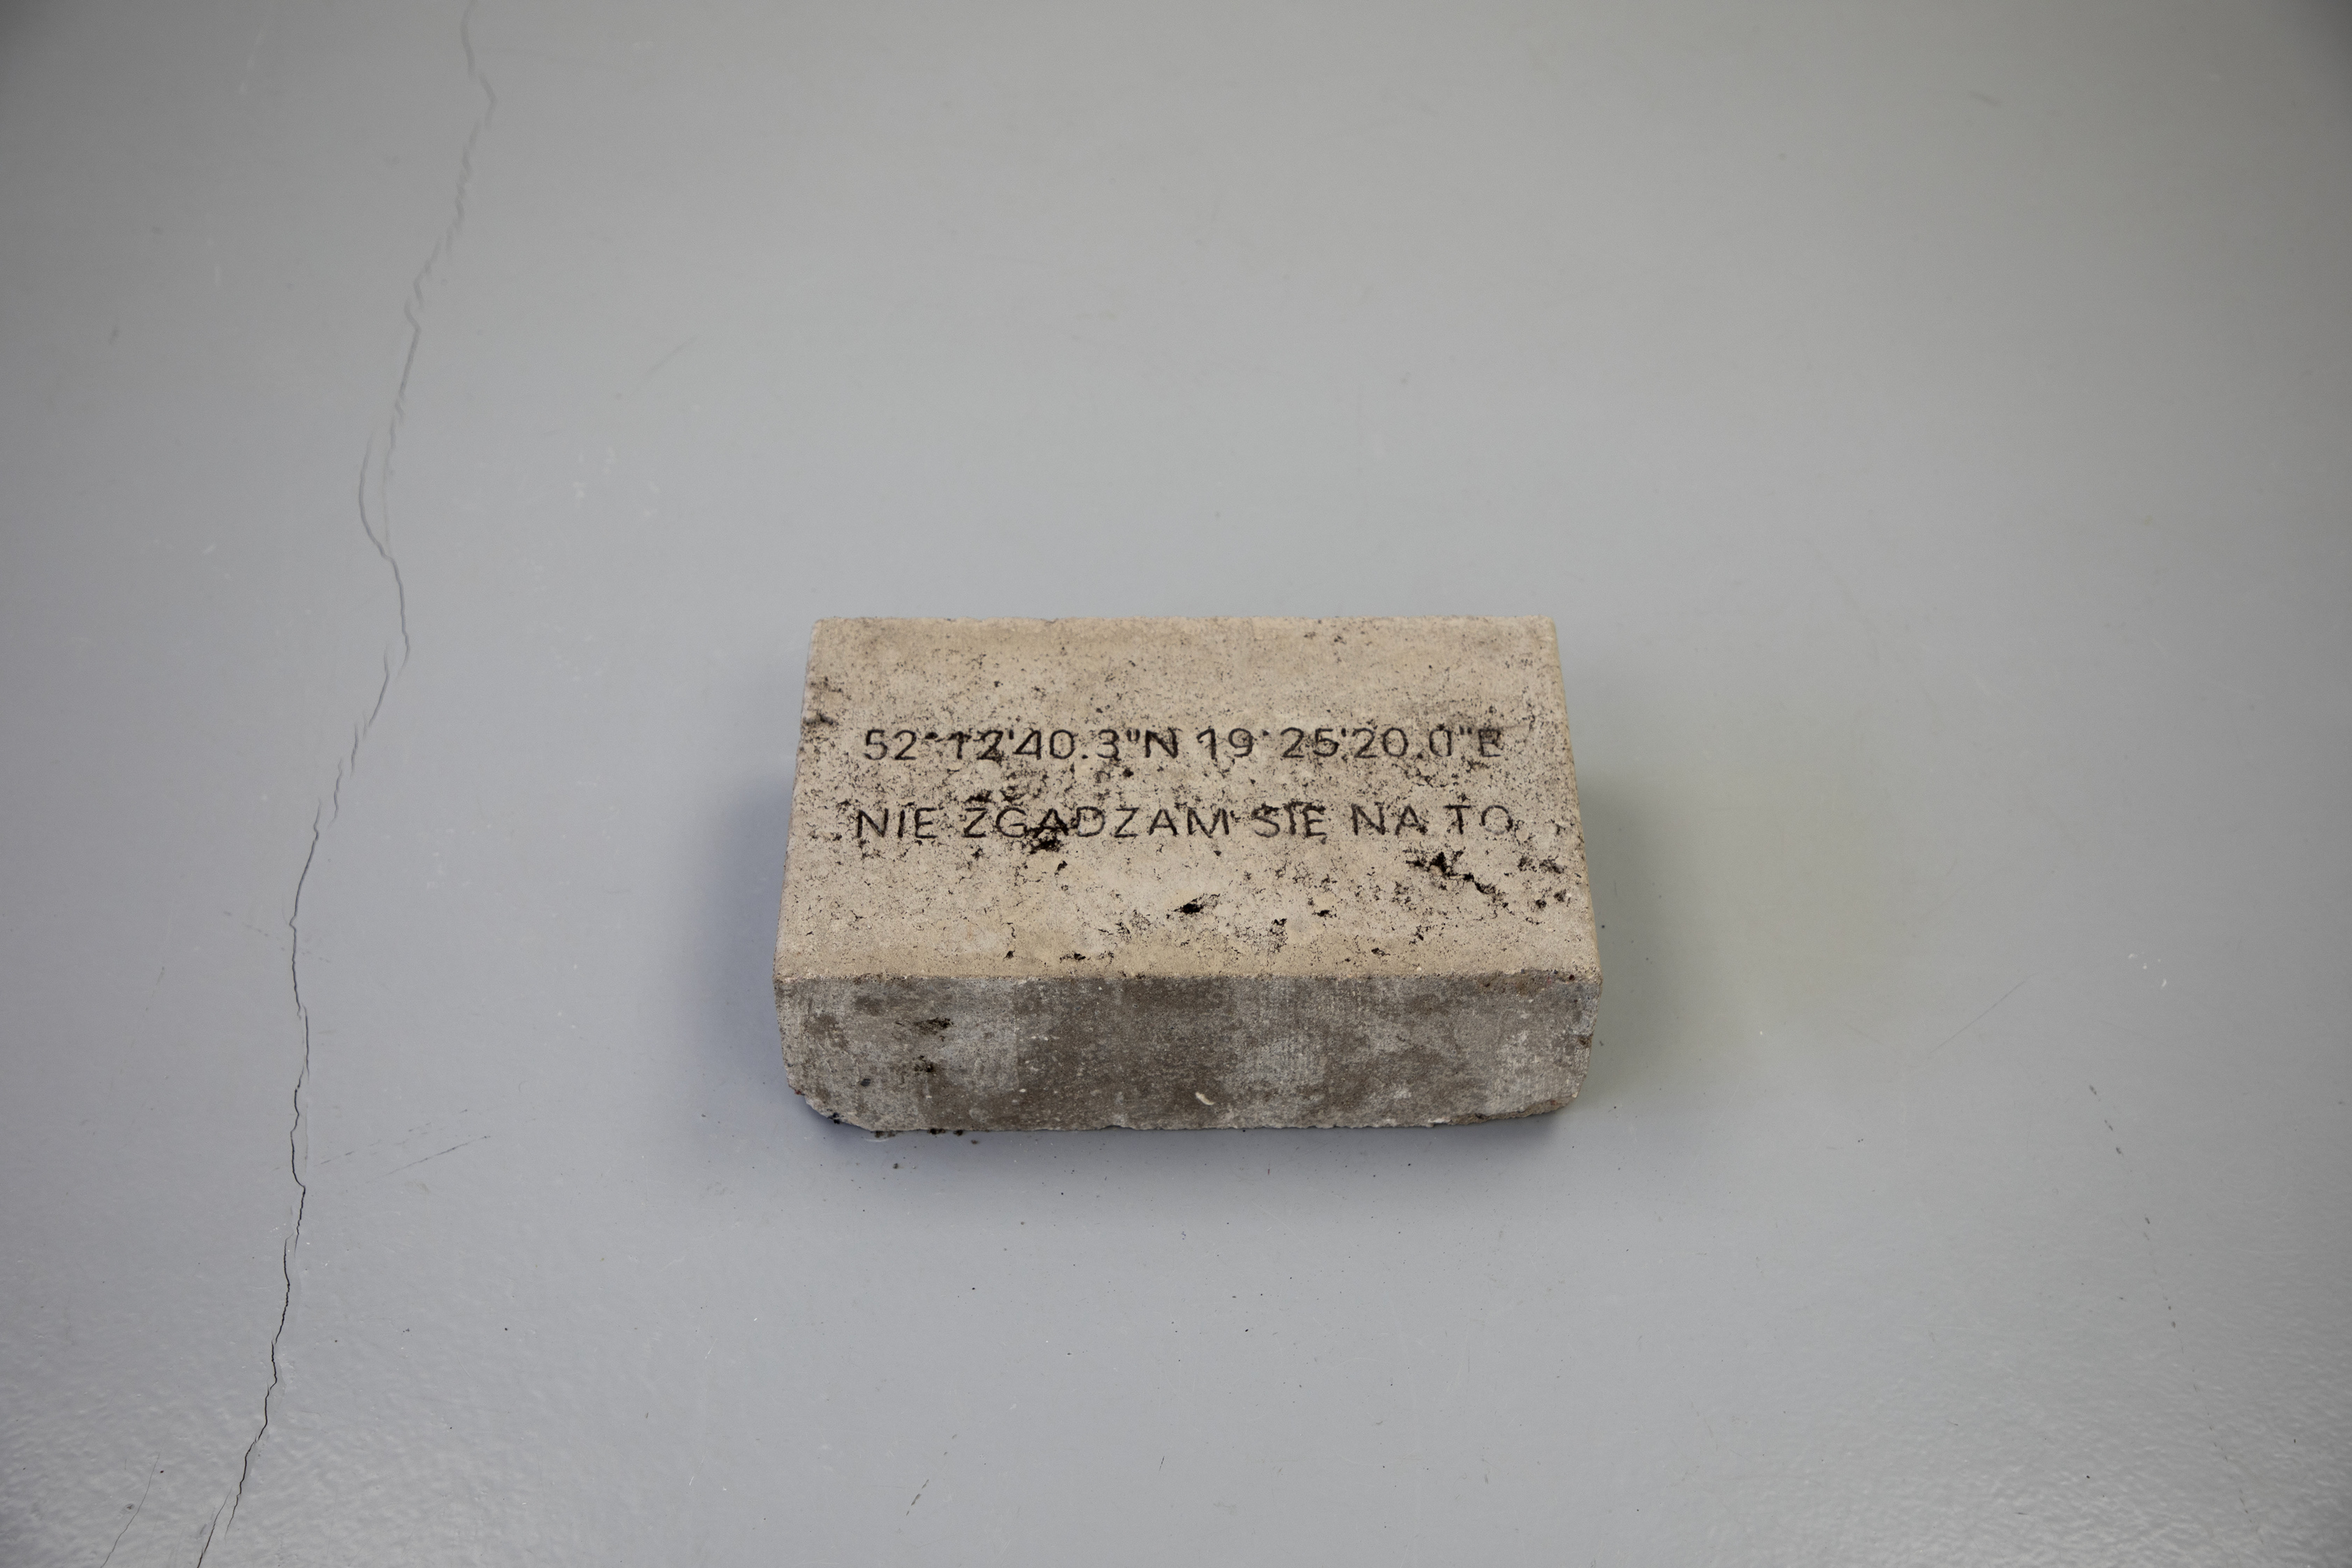 52°12'40.3"N 19°25'20.0"E
NIE ZGADZAM SIĘ NA TO